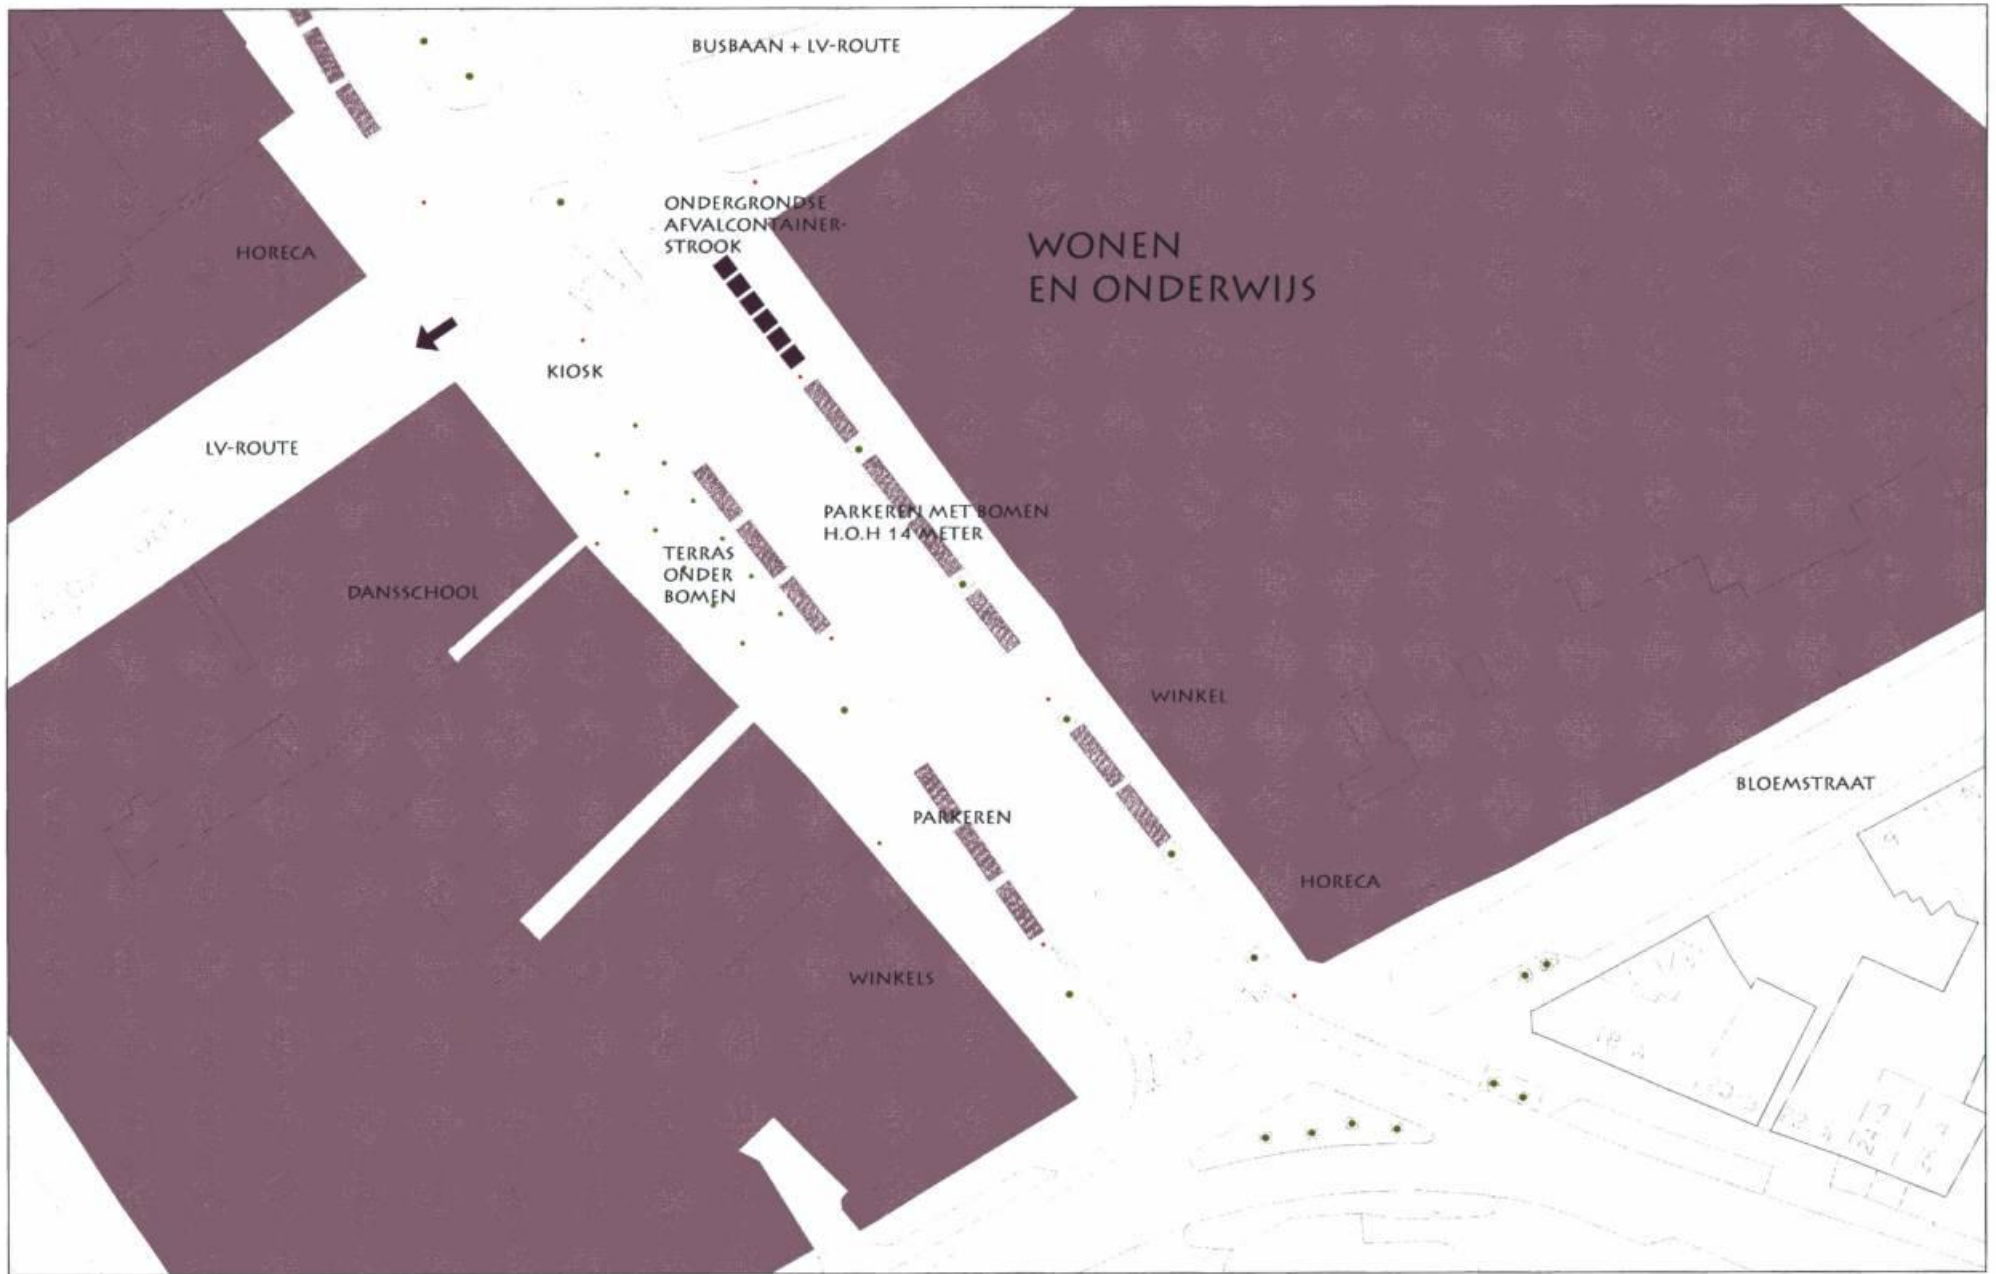 BUSBAAN + LV-ROUTE
ONDERGRONDSE
AFVALCONTAINER-
STROOK
HORECA
WONEN
EN ONDERWIJS
KIOSK
LV-ROUTE
PARKEREN MET BOMEN
H.O.H 14 METER
TERRAS
ONDER
BOMEN
DANSSCHOOL
WINKEL
BLOEMSTRAAT
PARKEREN
HORECA
WINKELS